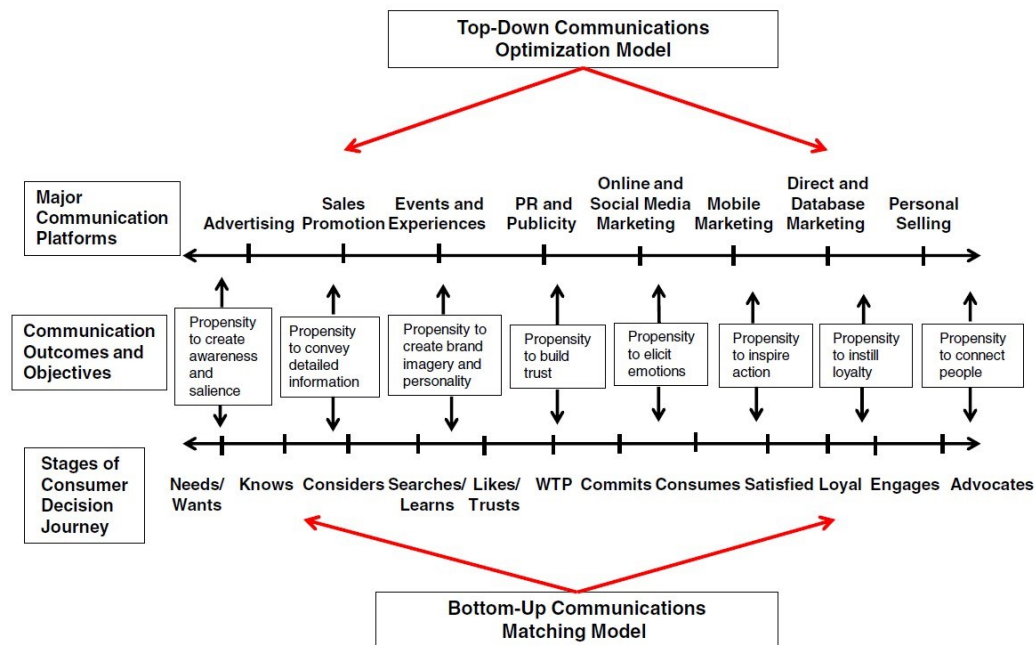 Top-Down Communications
Optimization Model
Major
Communication
Platforms
Advertising
Sales
Promotion
Events and
Experiences
PR and
Publicity
Online and
Social Media
Marketing
Mobile
Marketing
Direct and
Database
Marketing
Personal
Selling
Communication
Outcomes and
Objectives
Propensity
to create
awareness
and
salience
Propensity
to convey
detailed
information
Propensity to
create brand
imagery and
personality
Propensity
to build
trust
Propensity
to elicit
emotions
Propensity
to inspire
action
Propensity
to instill
loyalty
Propensity
to connect
people
Stages of
Consumer
Decision
Journey
Needs/
Wants
Knows
Considers
Searches/
Learns
Likes/
Trusts
WTP
Commits
Consumes
Satisfied
Loyal
Engages
Advocates
Bottom-Up Communications
Matching Model